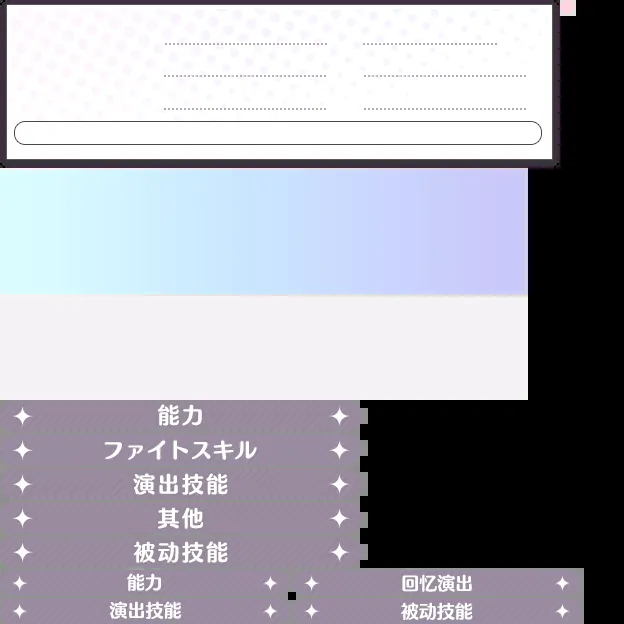 能力
ファイトスキル
演出技能
其他
被动技能
能力
回忆演出
演出技能
被动技能